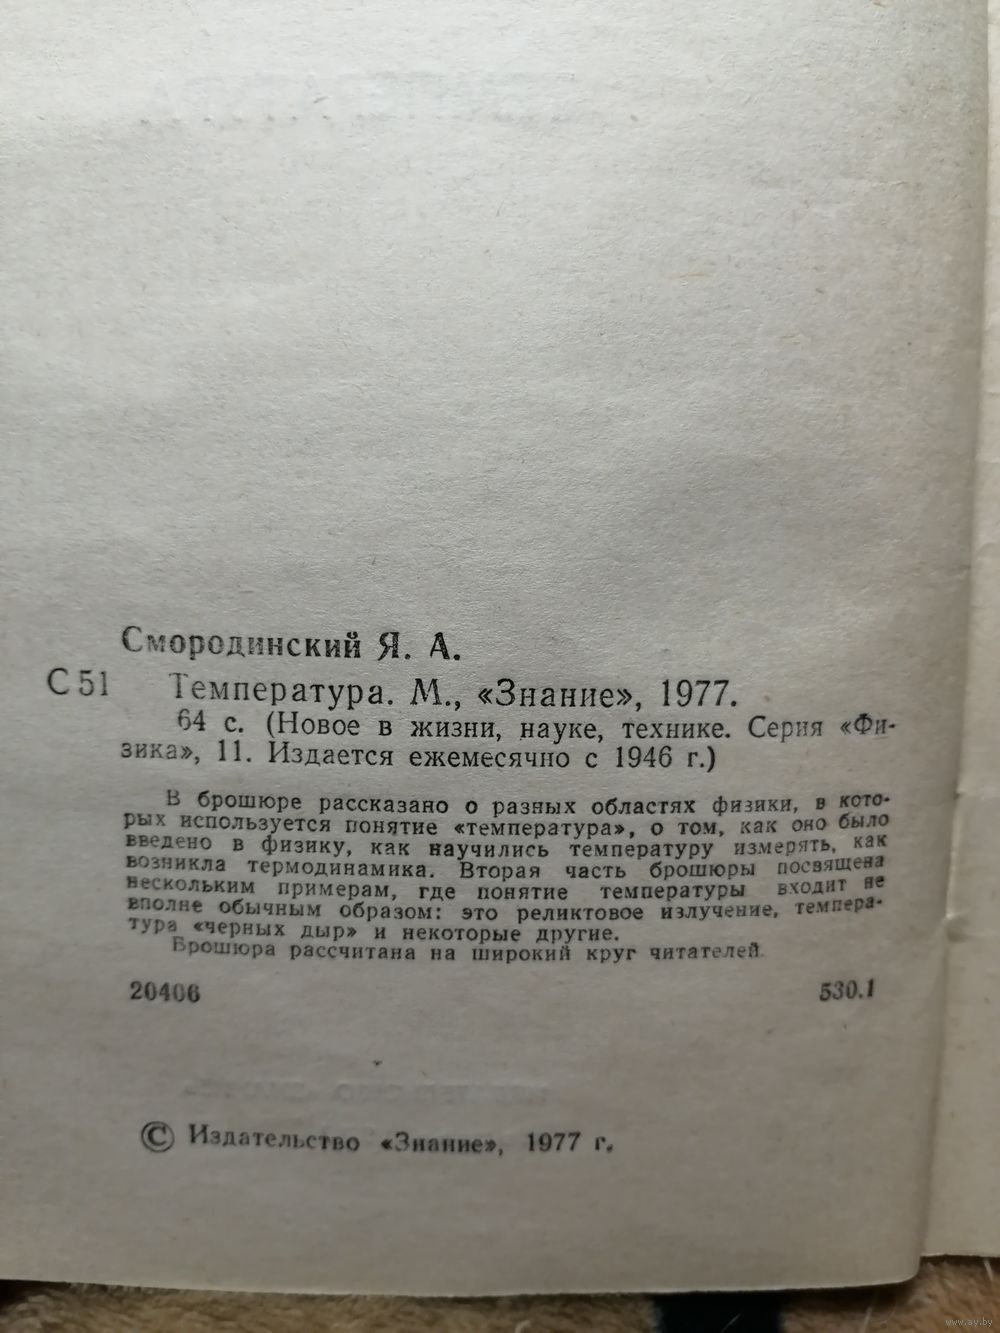 Смородинский Я. А.
С 51 Температура. М., «Знание», 1977.
64 с. (Новое в жизни, науке, технике. Серия «Фи-
зика», 11. Издается ежемесячно с 1946 г.)
В брошюре рассказано о разных областях физики, в кото-
рых используется понятие «температура», о том, как оно было
введено в физику, как научились температуру измерять, как
возникла термодинамика. Вторая часть брошюры посвящена
нескольким примерам, где понятие температуры входит не
вполне обычным образом: это реликтовое излучение, темпера-
тура «черных дыр» и некоторые другие.
Брошюра рассчитана на широкий круг читателей.
20406 530.1
© Издательство «Знание», 1977 г.
www.ay.by